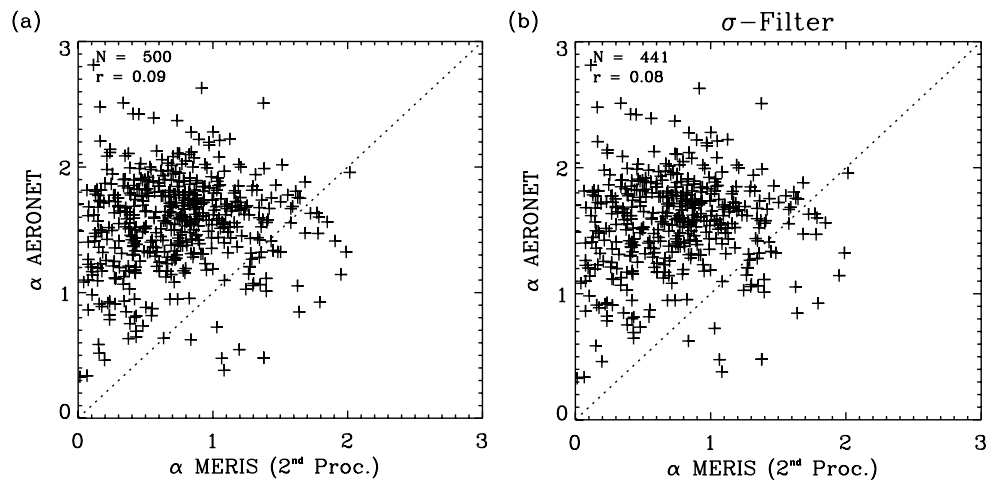 (a)
N = 500
r = 0.09
3
2
1
0
α AERONET
0 1 2 3
α MERIS (2nd Proc.)
(b)
σ-Filter
N = 441
r = 0.08
3
2
1
0
α AERONET
0 1 2 3
α MERIS (2nd Proc.)